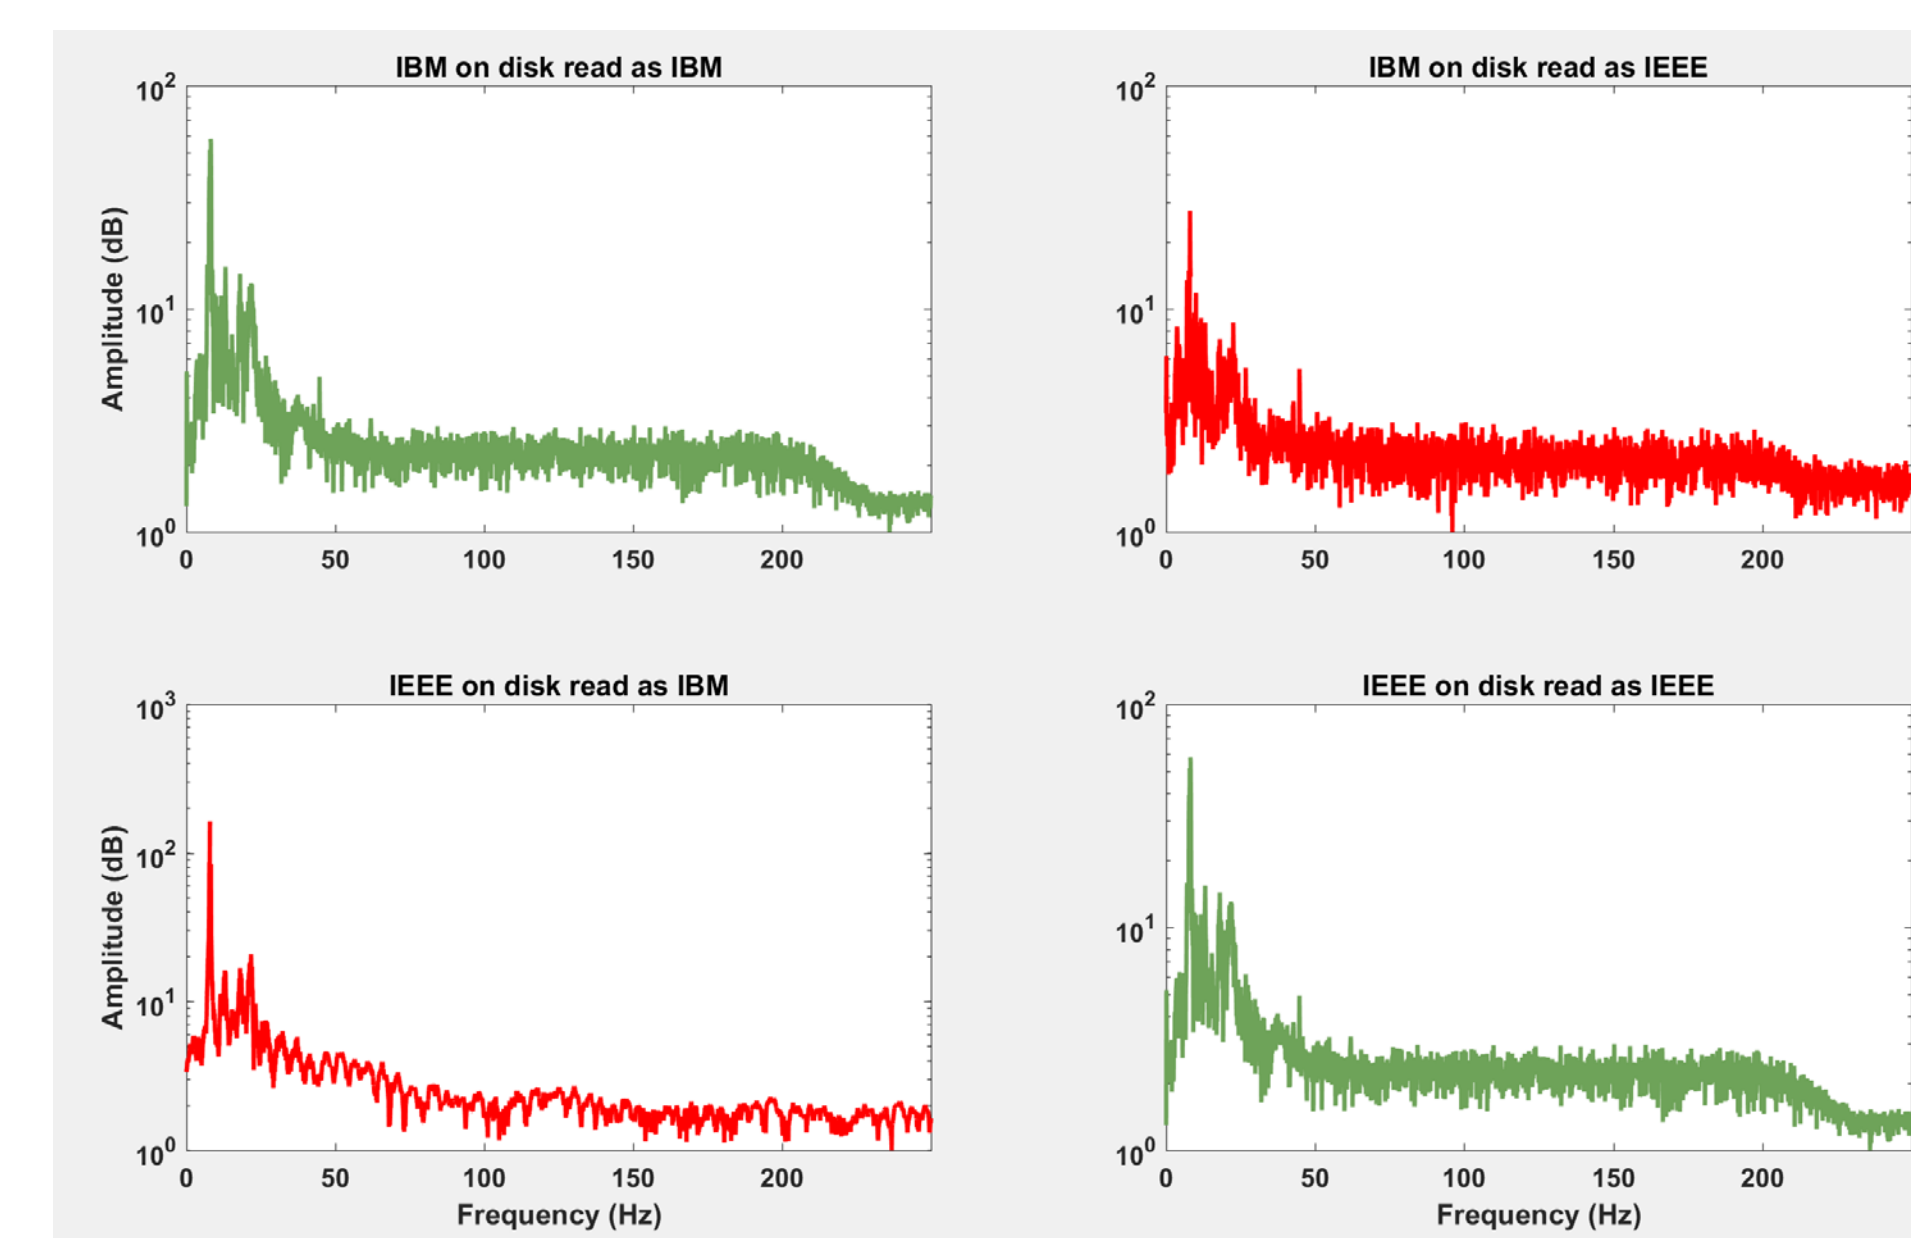 IBM on disk read as IBM
10^2
10^1
10^0
Amplitude (dB)
0 50 100 150 200
IBM on disk read as IEEE
10^2
10^1
10^0
0 50 100 150 200
IEEE on disk read as IBM
10^3
10^2
10^1
10^0
Amplitude (dB)
0 50 100 150 200
Frequency (Hz)
IEEE on disk read as IEEE
10^2
10^1
10^0
0 50 100 150 200
Frequency (Hz)